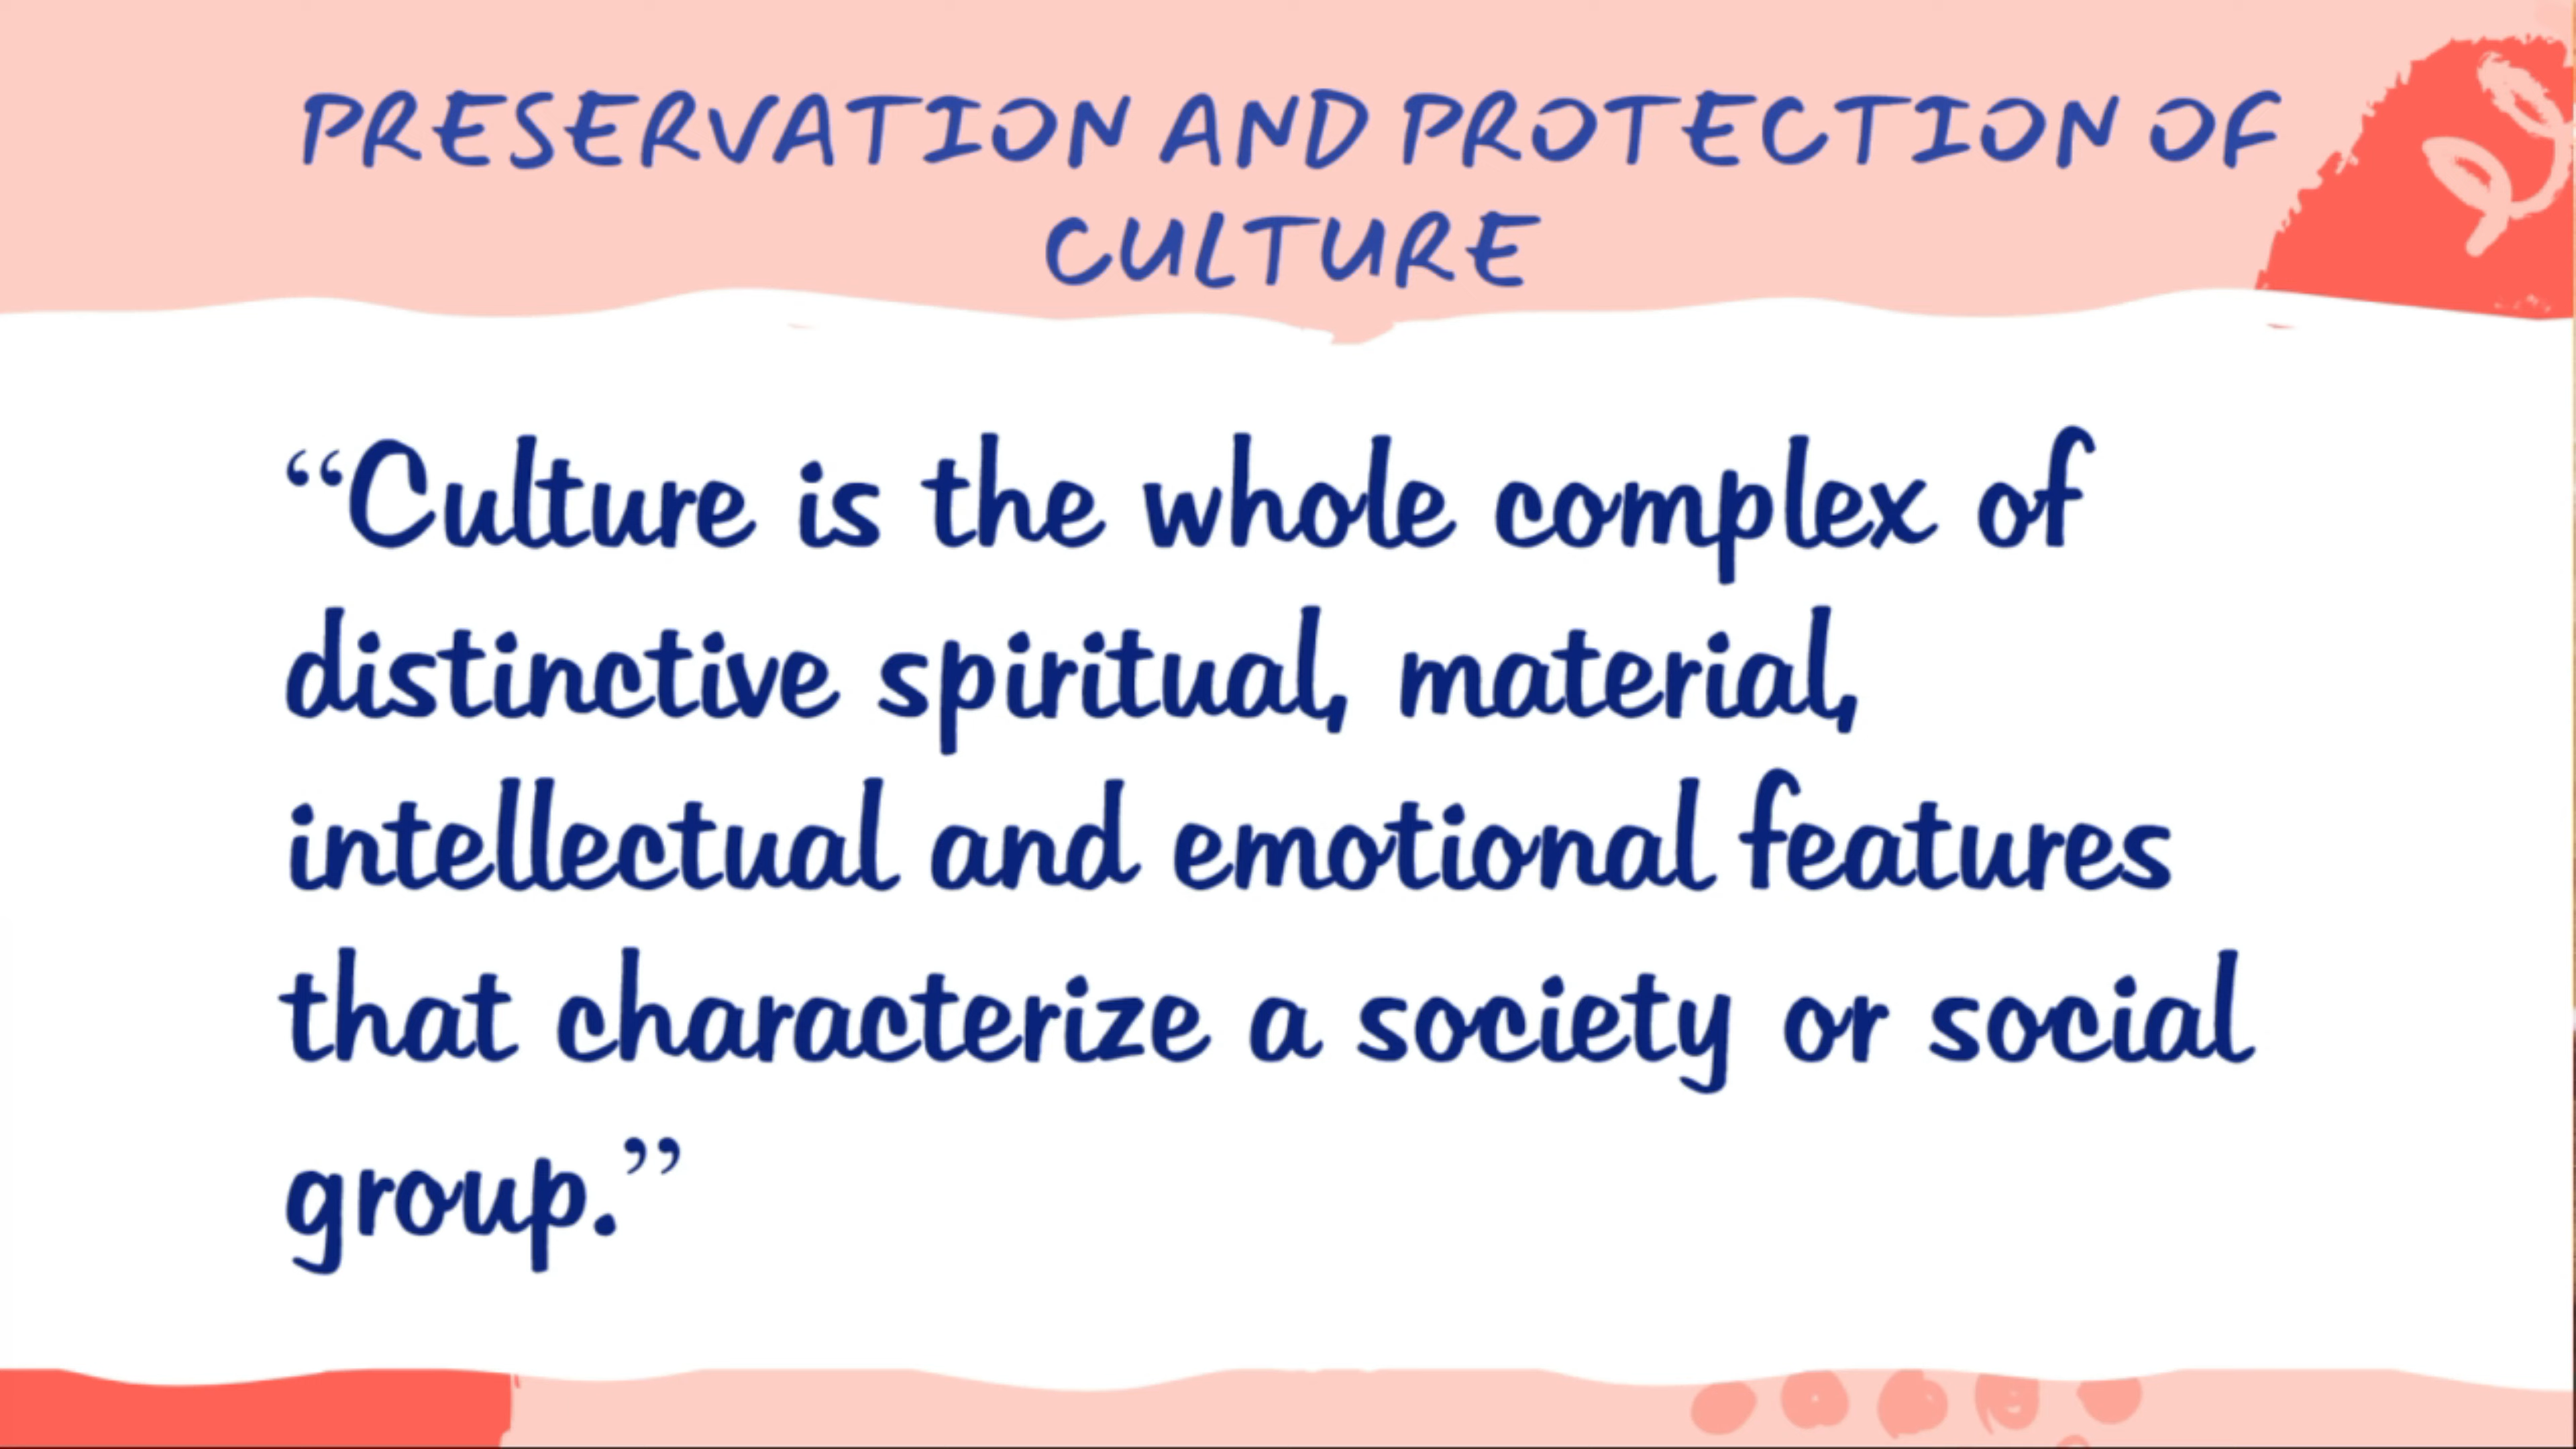 PRESERVATION AND PROTECTION OF
CULTURE
“Culture is the whole complex of
distinctive spiritual, material,
intellectual and emotional features
that characterize a society or social
group.”